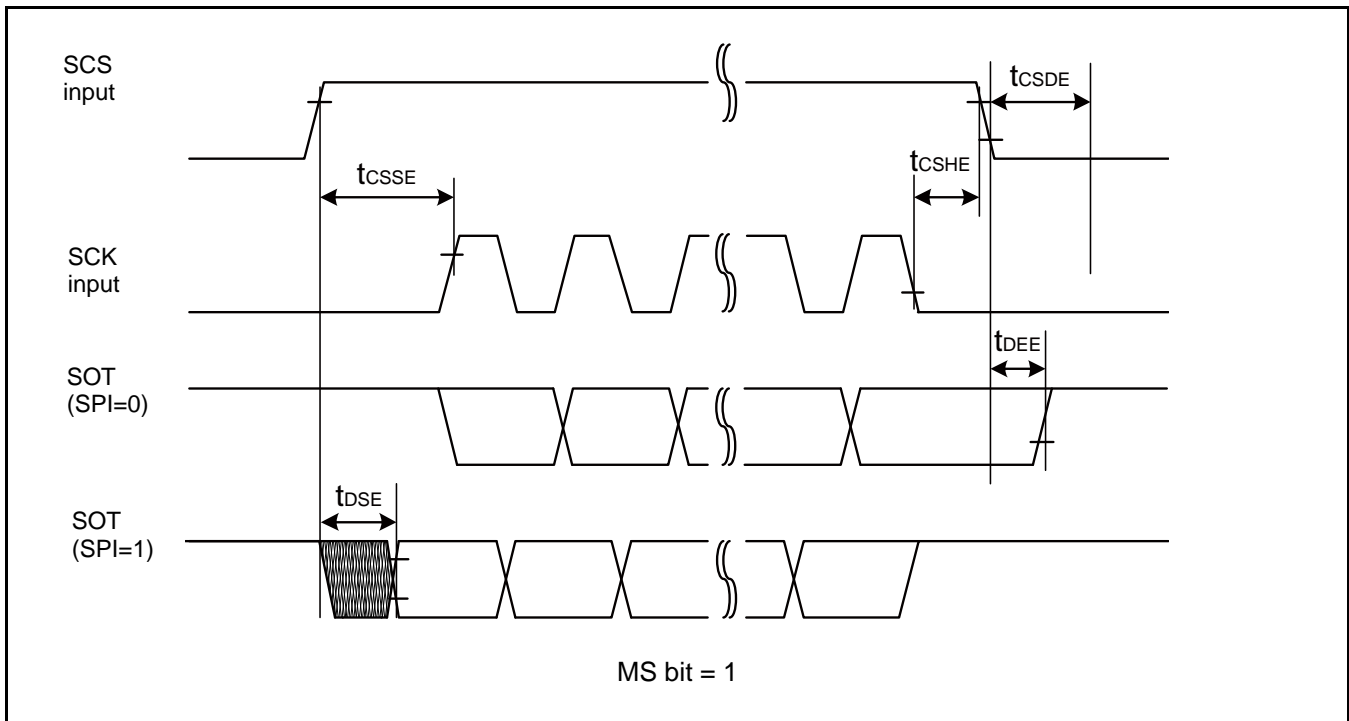 SCS
input
tCSDE
tCSHE
tCSSE
SCK
input
tDEE
SOT
(SPI=0)
tDSE
SOT
(SPI=1)
MS bit = 1